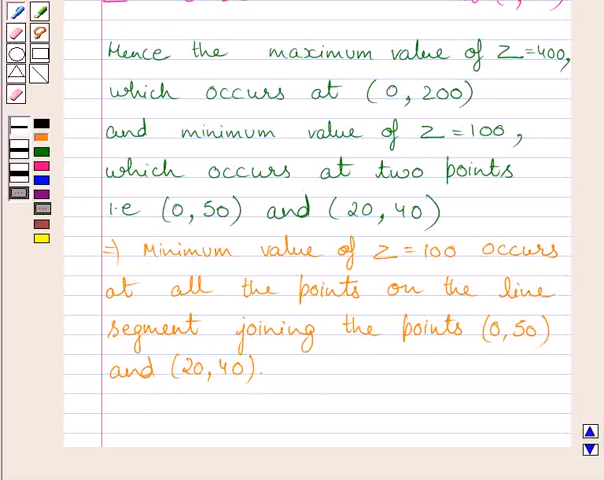 Hence the maximum value of Z=400,
which occurs at (0, 200)
and minimum value of Z=100,
which occurs at two points
i.e (0,50) and (20,40)
⇒) Minimum value of Z=100 occurs
at all the points on the line
segment joining the points (0,50)
and (20,40).